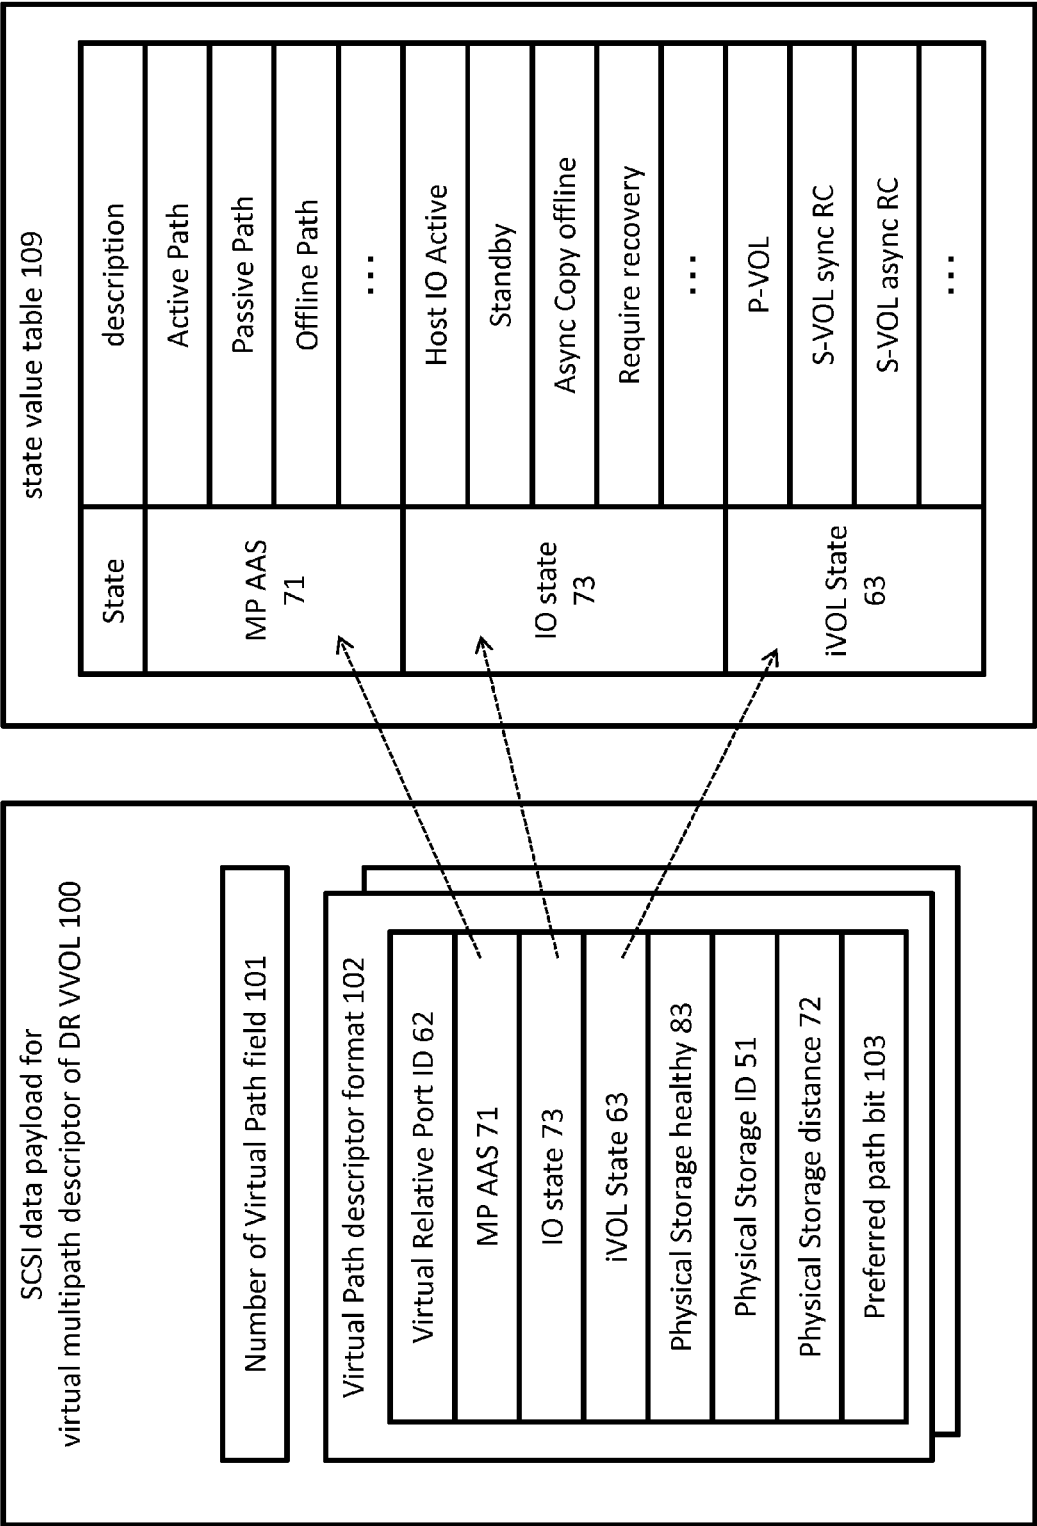 SCSI data payload for
virtual multipath descriptor of DR VVOL 100
Number of Virtual Path field 101
Virtual Path descriptor format 102
Virtual Relative Port ID 62
MP AAS 71
IO state 73
iVOL State 63
Physical Storage healthy 83
Physical Storage ID 51
Physical Storage distance 72
Preferred path bit 103
state value table 109
State
description
MP AAS
71
Active Path
Passive Path
Offline Path
...
IO state
73
Host IO Active
Standby
Async Copy offline
Require recovery
...
iVOL State
63
P-VOL
S-VOL sync RC
S-VOL async RC
...